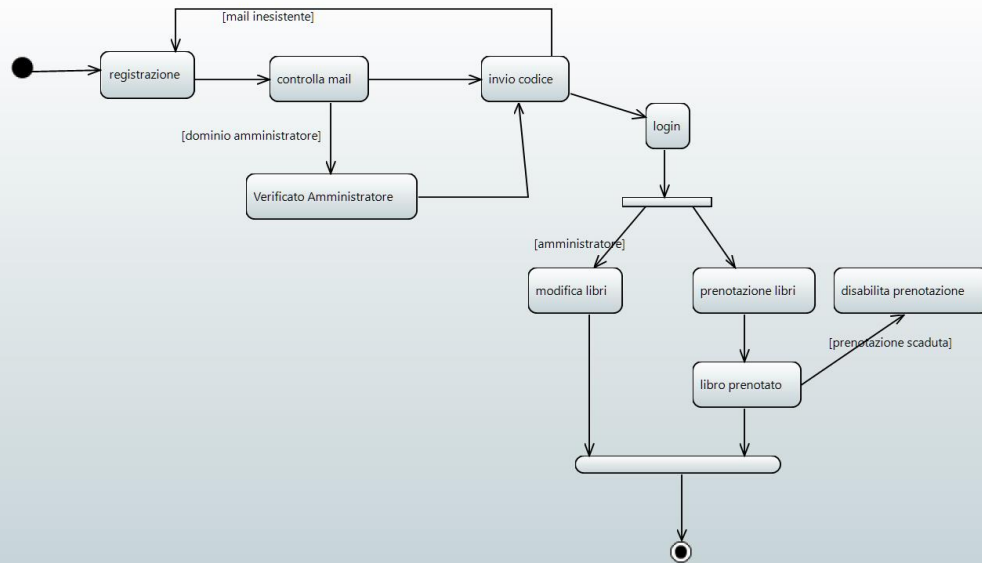 [mail inesistente]
registrazione
controlla mail
invio codice
login
[dominio amministratore]
Verificato Amministratore
[amministratore]
modifica libri
prenotazione libri
disabilita prenotazione
[prenotazione scaduta]
libro prenotato